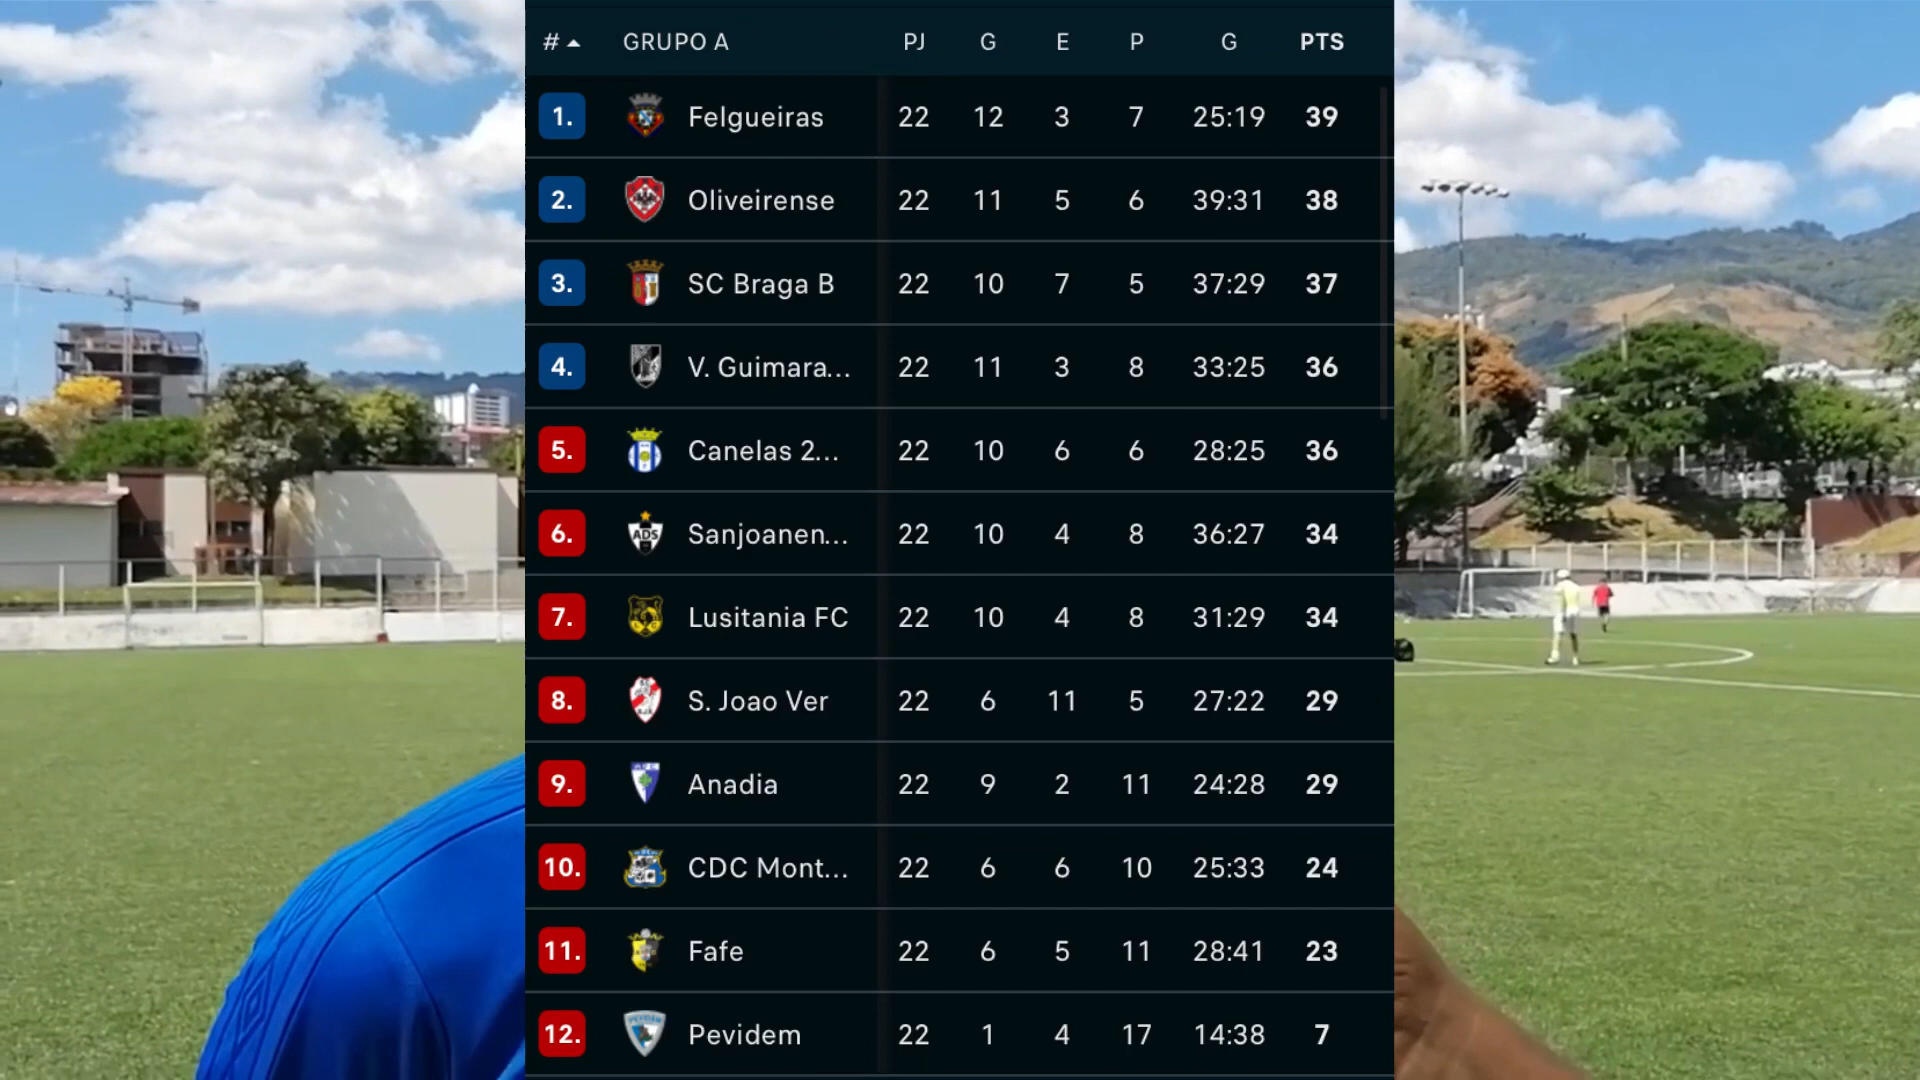 # GRUPO A PJ G E P G PTS
1. Felgueiras 22 12 3 7 25:19 39
2. Oliveirense 22 11 5 6 39:31 38
3. SC Braga B 22 10 7 5 37:29 37
4. V. Guimara... 22 11 3 8 33:25 36
5. Canelas 2... 22 10 6 6 28:25 36
6. ADS Sanjoanen... 22 10 4 8 36:27 34
7. Lusitania FC 22 10 4 8 31:29 34
8. S. Joao Ver 22 6 11 5 27:22 29
9. Anadia 22 9 2 11 24:28 29
10. CDC Mont... 22 6 6 10 25:33 24
11. Fafe 22 6 5 11 28:41 23
12. Pevidem 22 1 4 17 14:38 7